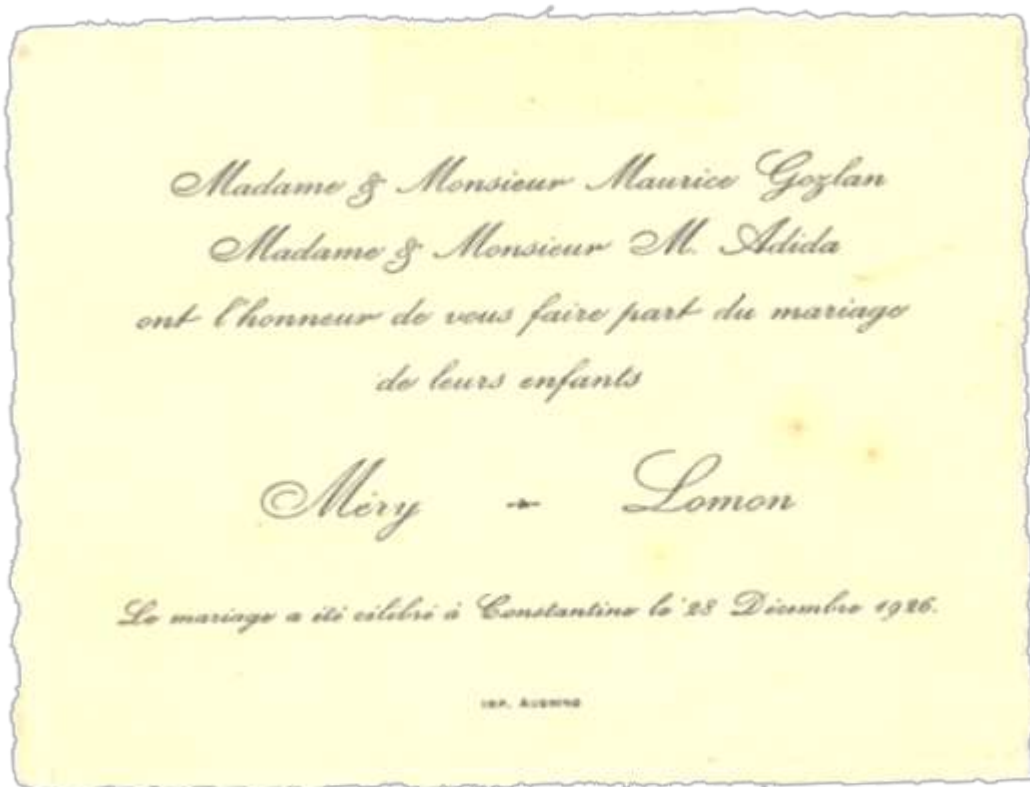 Madame & Monsieur Maurice Gozlan
Madame & Monsieur M. Adida
ont l'honneur de vous faire part du mariage
de leurs enfants
Méry - Lomon
Le mariage a été célébré à Constantine le 28 Décembre 1926.
IMP.